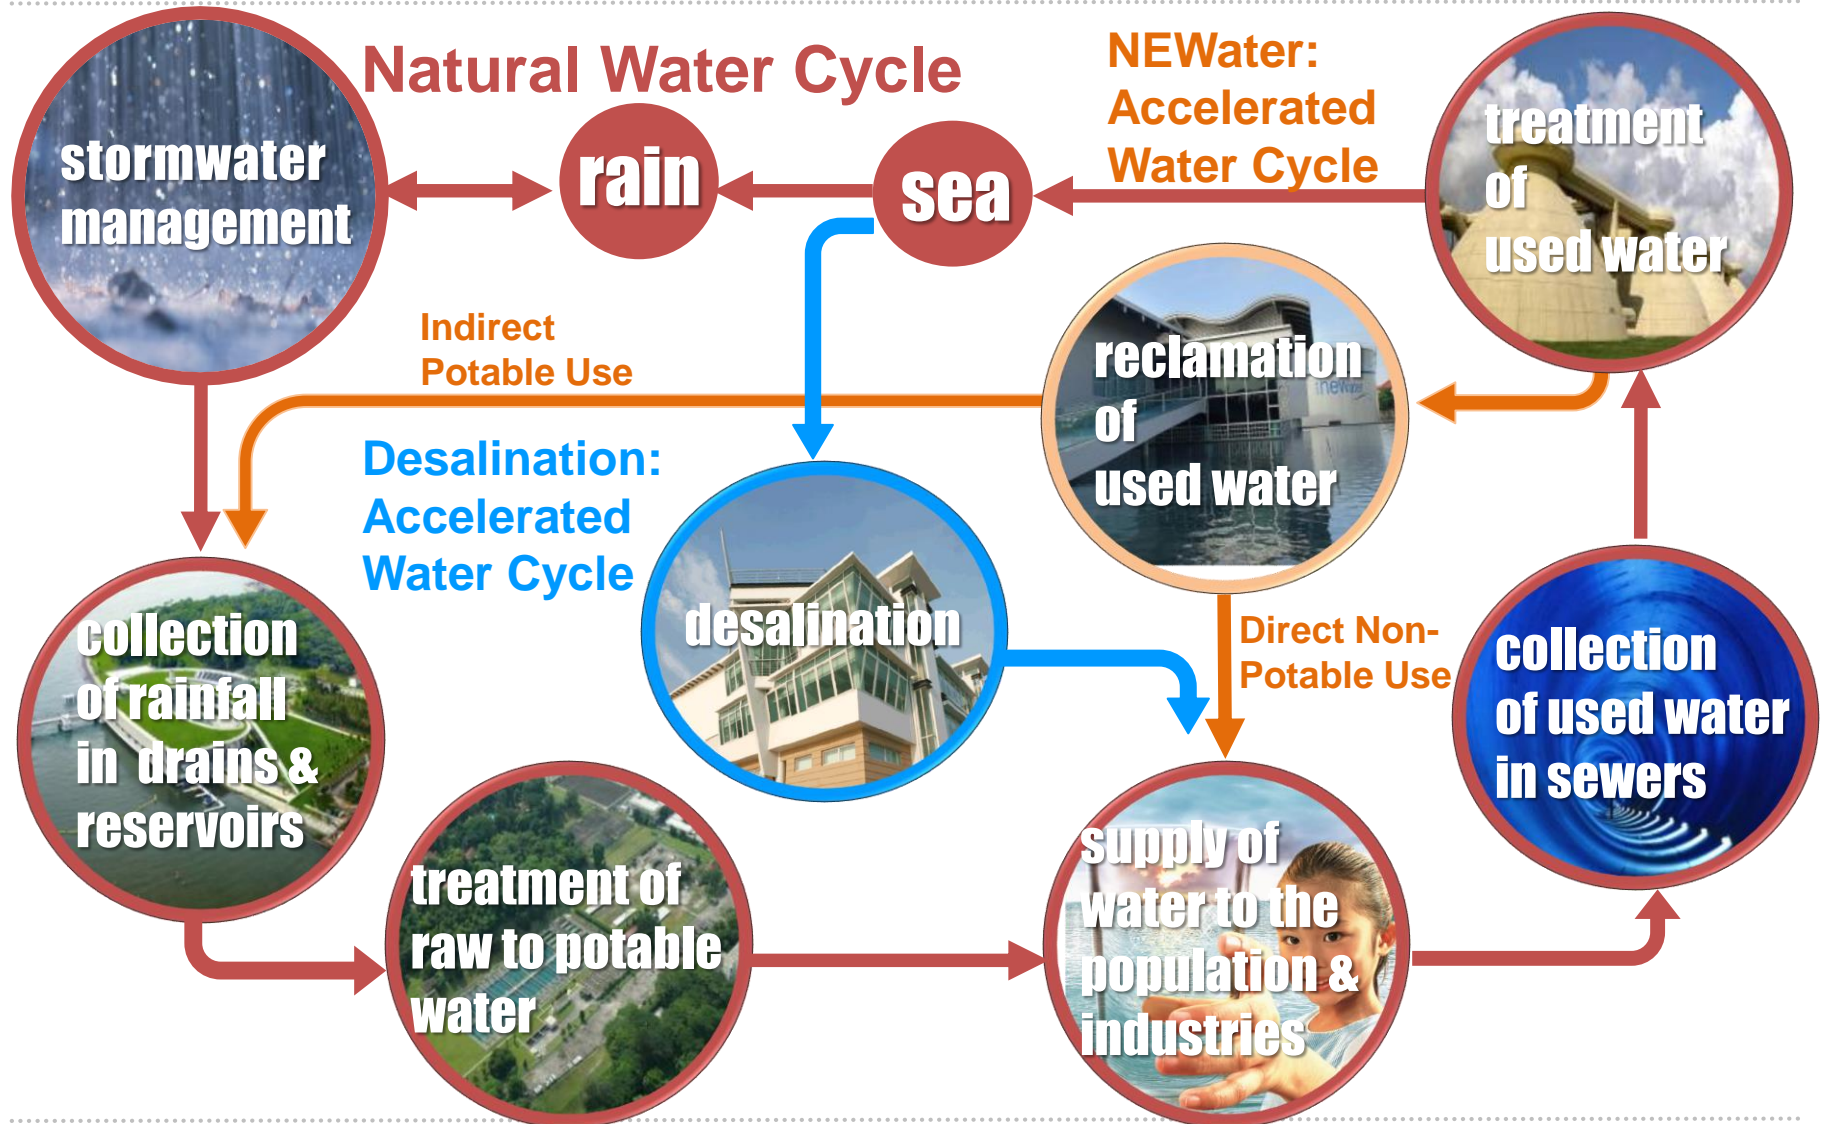 Natural Water Cycle
NEWater:
Accelerated
Water Cycle
stormwater
management
rain
sea
treatment
of
used water
Indirect
Potable Use
reclamation
of
used water
newater
Desalination:
Accelerated
Water Cycle
desalination
Direct Non-
Potable Use
collection
of rainfall
in drains &
reservoirs
collection
of used water
in sewers
treatment of
raw to potable
water
supply of
water to the
population &
industries